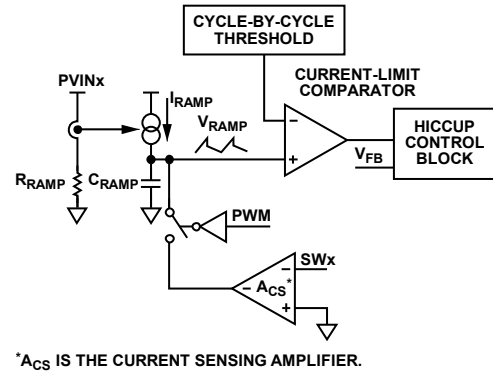 CYCLE-BY-CYCLE
THRESHOLD
PVINx
IRAMP
CURRENT-LIMIT
COMPARATOR
VRAMP
−
+
HICCUP
CONTROL
BLOCK
VFB
RRAMP
CRAMP
PWM
SWx
−
− ACS*
+
*ACS IS THE CURRENT SENSING AMPLIFIER.